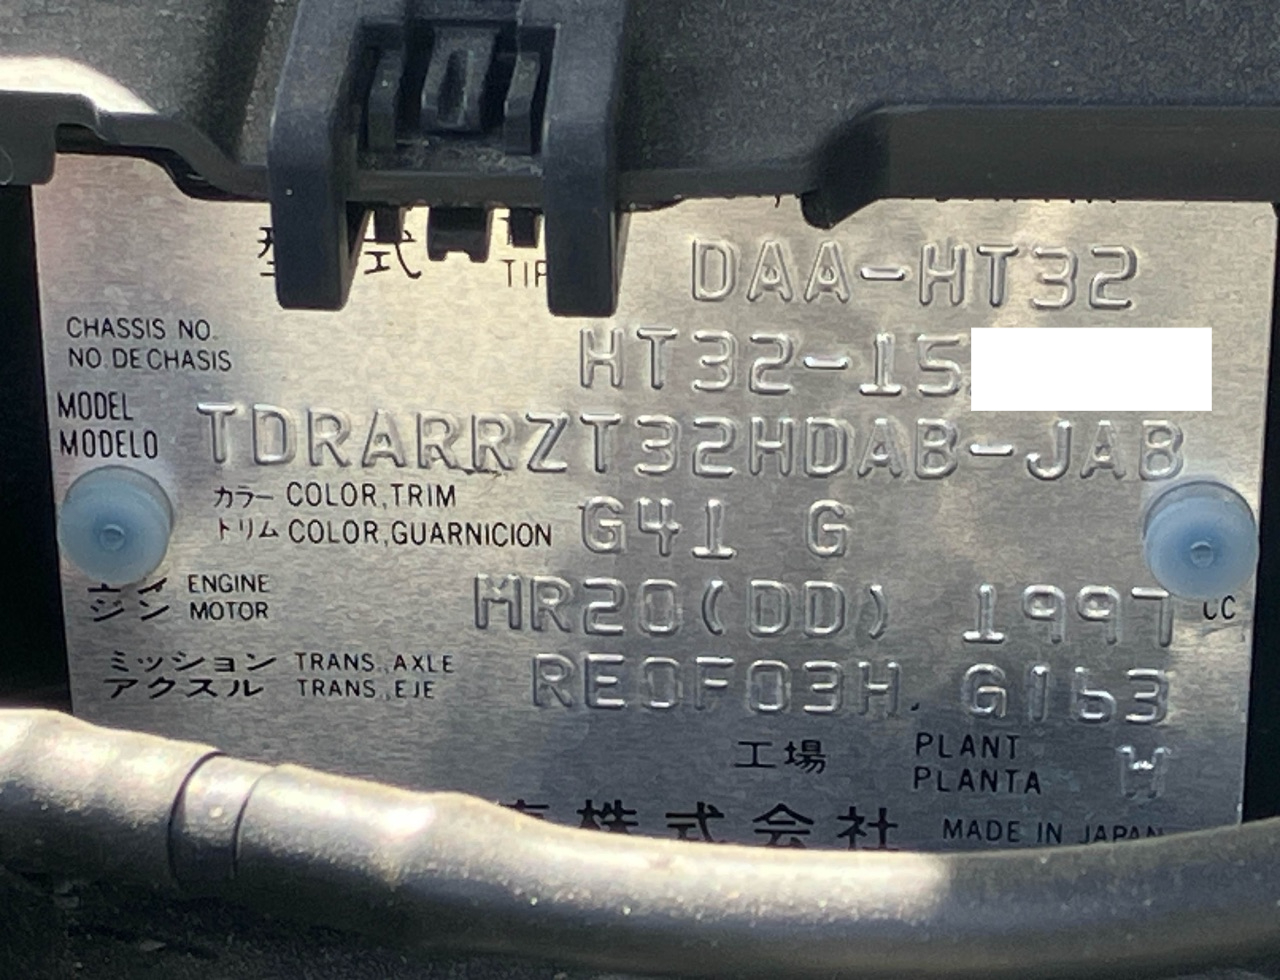 型式 TIP DAA-HT32
CHASSIS NO.
NO.DE CHASIS HT32-15
MODEL
MODELO TDRARRZT32HDAB-JAB
カラー COLOR,TRIM
トリム COLOR,GUARNICION G41 G
ENGINE
ジン MOTOR MR20(DD) 1997 CC
ミッション TRANS.,AXLE
アクスル TRANS.,EJE RE0F03H. G163
工場 PLANT
PLANTA W
株式会社 MADE IN JAPAN